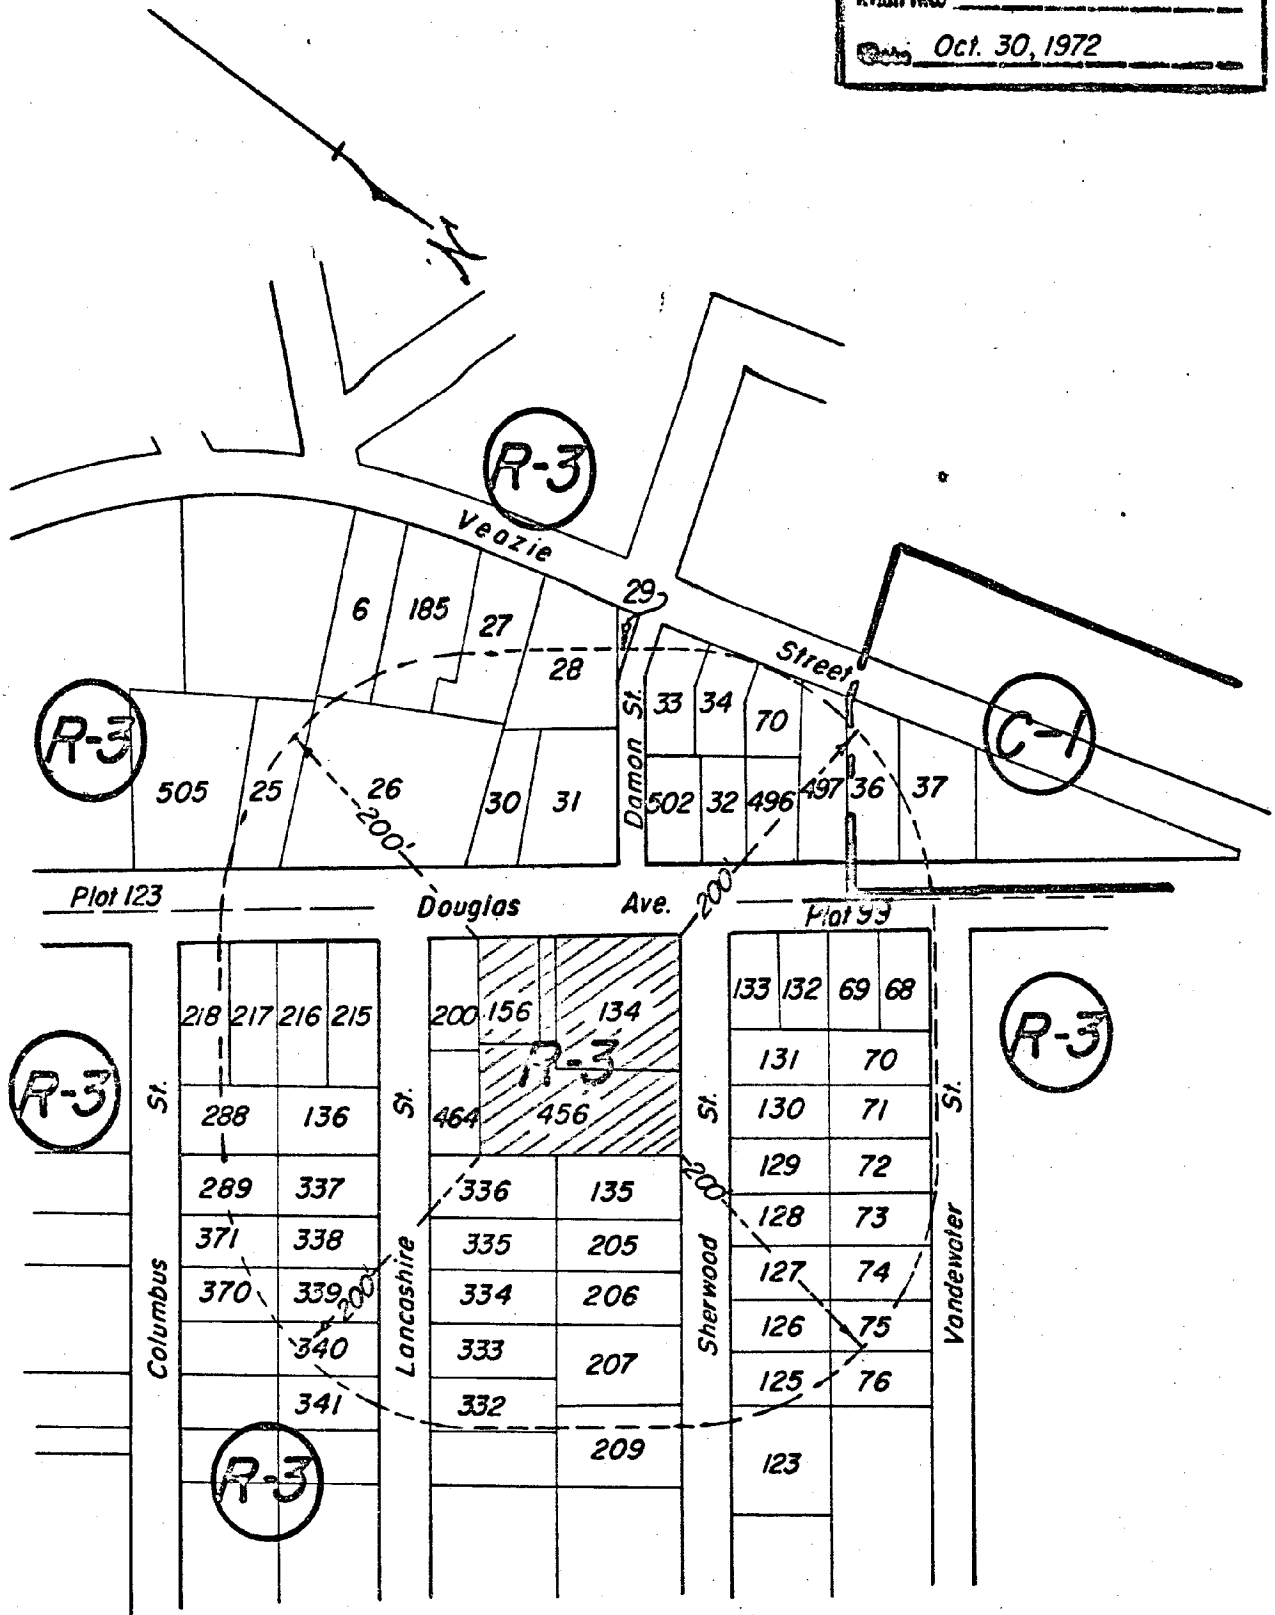 Oct. 30, 1972
N
R-3
Veazie
29
6 185 27
28
Street
R-3
33 34 70
C-1
Damon St.
505 25 26 30 31
502 32 496 497 36 37
200'
200'
Plat 123
Douglas Ave.
Plat 99
218 217 216 215
200 156 134
133 132 69 68
R-3
R-3
R-3
131 70
288 136
464 456
130 71
129 72
289 337
336 135
200'
128 73
371 338
335 205
127 74
370 339
200'
334 206
126 75
340
333 207
125 76
341
332
209
123
R-3
Columbus St.
Lancashire St.
Sherwood St.
Vandewater St.